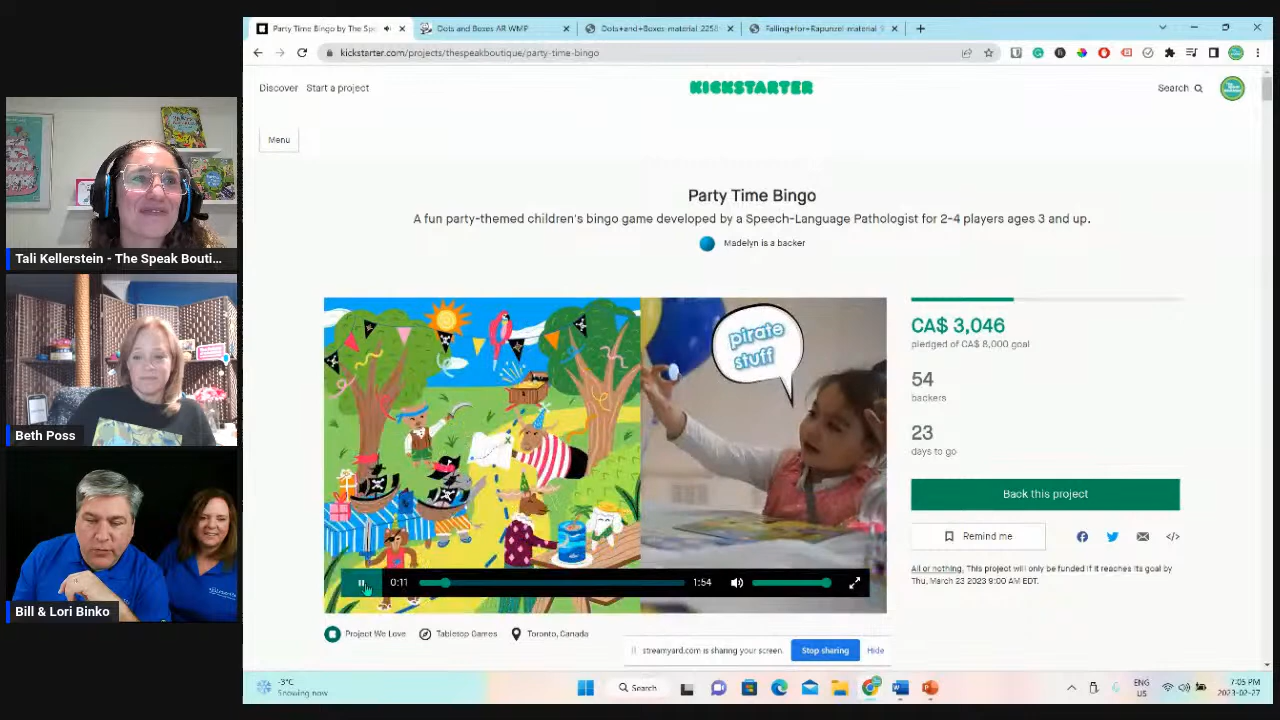 Party Time Bingo by The Spe
Dots and Boxes AR WMP
Dots+and+Boxes material_2258
Falling+for+Rapunzel material
kickstarter.com/projects/thespeakboutique/party-time-bingo
Discover Start a project
KICKSTARTER
Search
Menu
Party Time Bingo
A fun party-themed children's bingo game developed by a Speech-Language Pathologist for 2-4 players ages 3 and up.
Madelyn is a backer
pirate
stuff
0:11
1:54
CA$ 3,046
pledged of CA$ 8,000 goal
54
backers
23
days to go
Back this project
Remind me
All or nothing. This project will only be funded if it reaches its goal by
Thu, March 23 2023 9:00 AM EDT.
Project We Love
Tabletop Games
Toronto, Canada
streamyard.com is sharing your screen.
Stop sharing
Hide
Tali Kellerstein - The Speak Bouti...
Beth Poss
Bill & Lori Binko
-3°C
Snowing now
Search
ENG
US
7:05 PM
2023-02-27